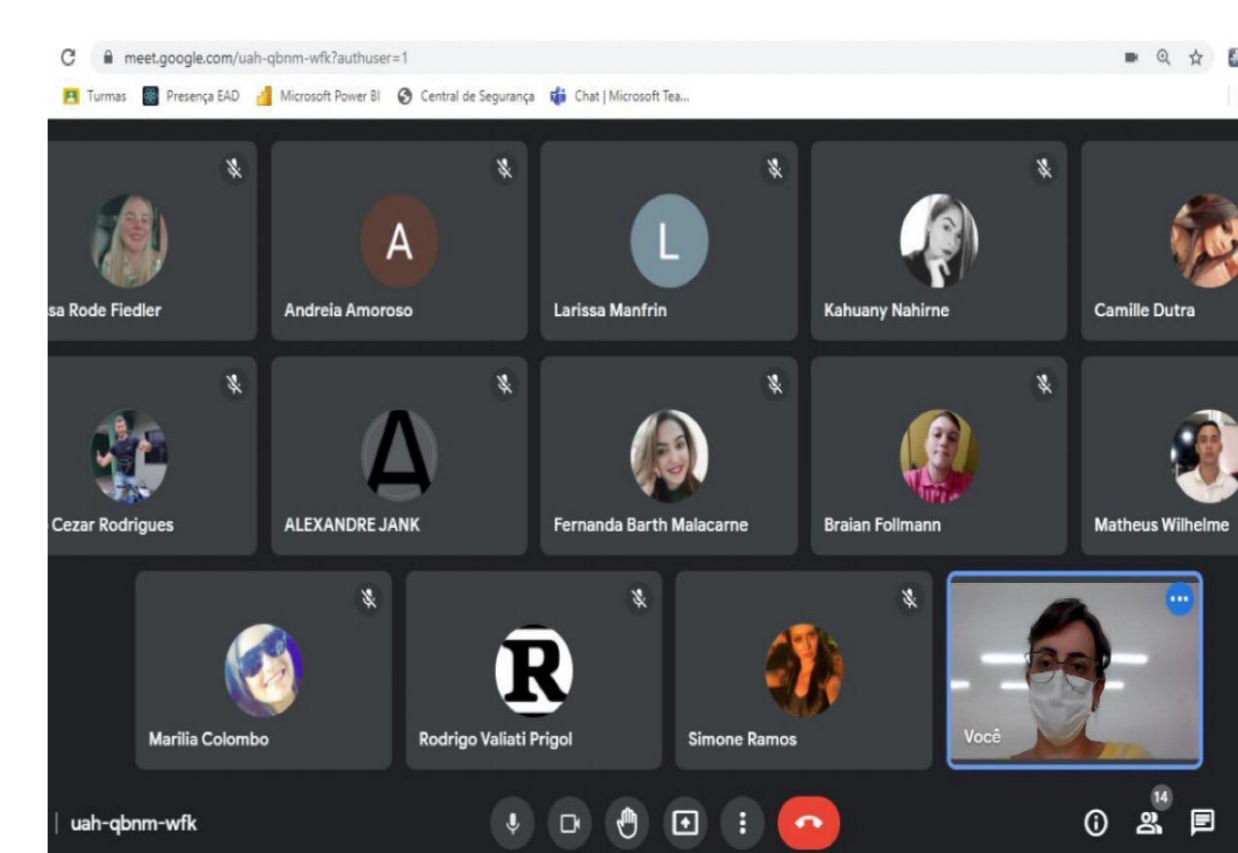 meet.google.com/uah-qbnm-wfk?authuser=1
Turmas Presença EAD Microsoft Power BI Central de Segurança Chat | Microsoft Tea...
sa Rode Fiedler
A
Andreia Amoroso
L
Larissa Manfrin
Kahuany Nahirne
Camille Dutra
Cezar Rodrigues
A
ALEXANDRE JANK
Fernanda Barth Malacarne
Braian Follmann
Matheus Wilhelme
Marilia Colombo
R
Rodrigo Valiati Prigol
Simone Ramos
Você
uah-qbnm-wfk
14